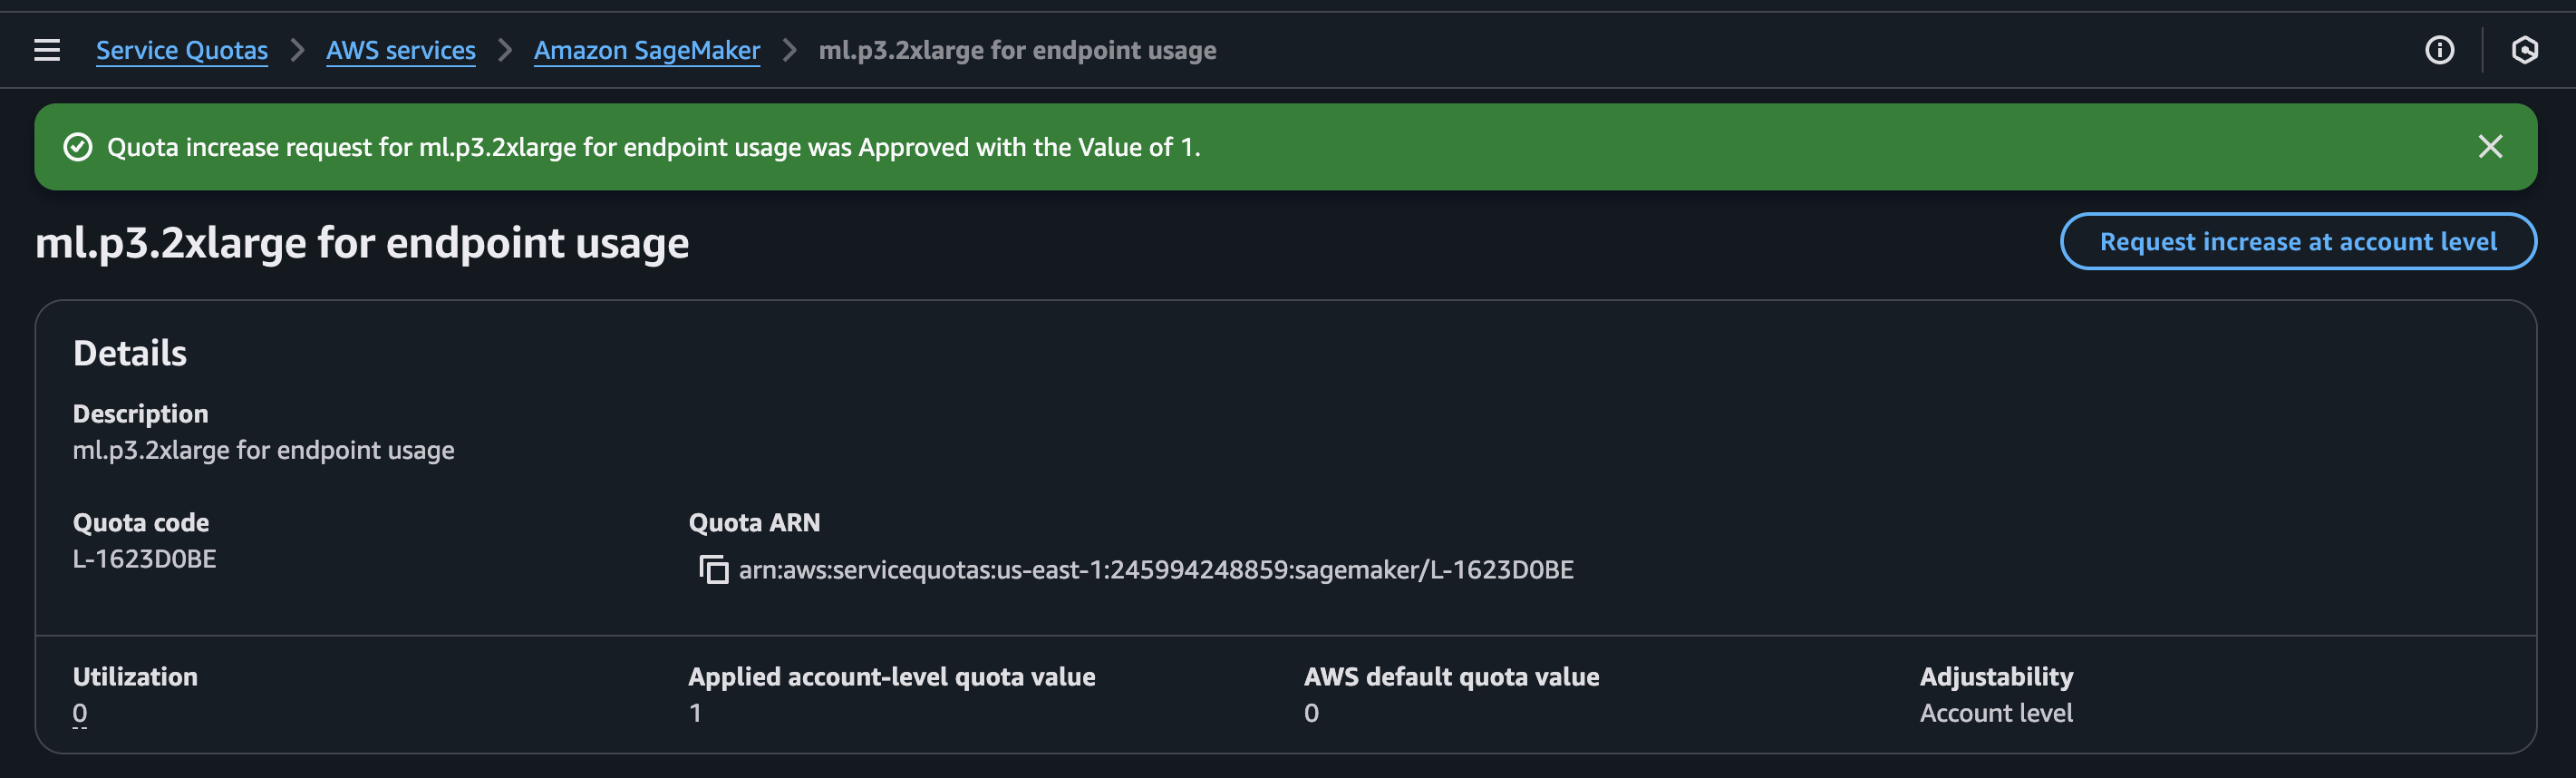 Service Quotas > AWS services > Amazon SageMaker > ml.p3.2xlarge for endpoint usage
Quota increase request for ml.p3.2xlarge for endpoint usage was Approved with the Value of 1.
ml.p3.2xlarge for endpoint usage
Request increase at account level
Details
Description
ml.p3.2xlarge for endpoint usage
Quota code
L-1623D0BE
Quota ARN
arn:aws:servicequotas:us-east-1:245994248859:sagemaker/L-1623D0BE
Utilization
0
Applied account-level quota value
1
AWS default quota value
0
Adjustability
Account level